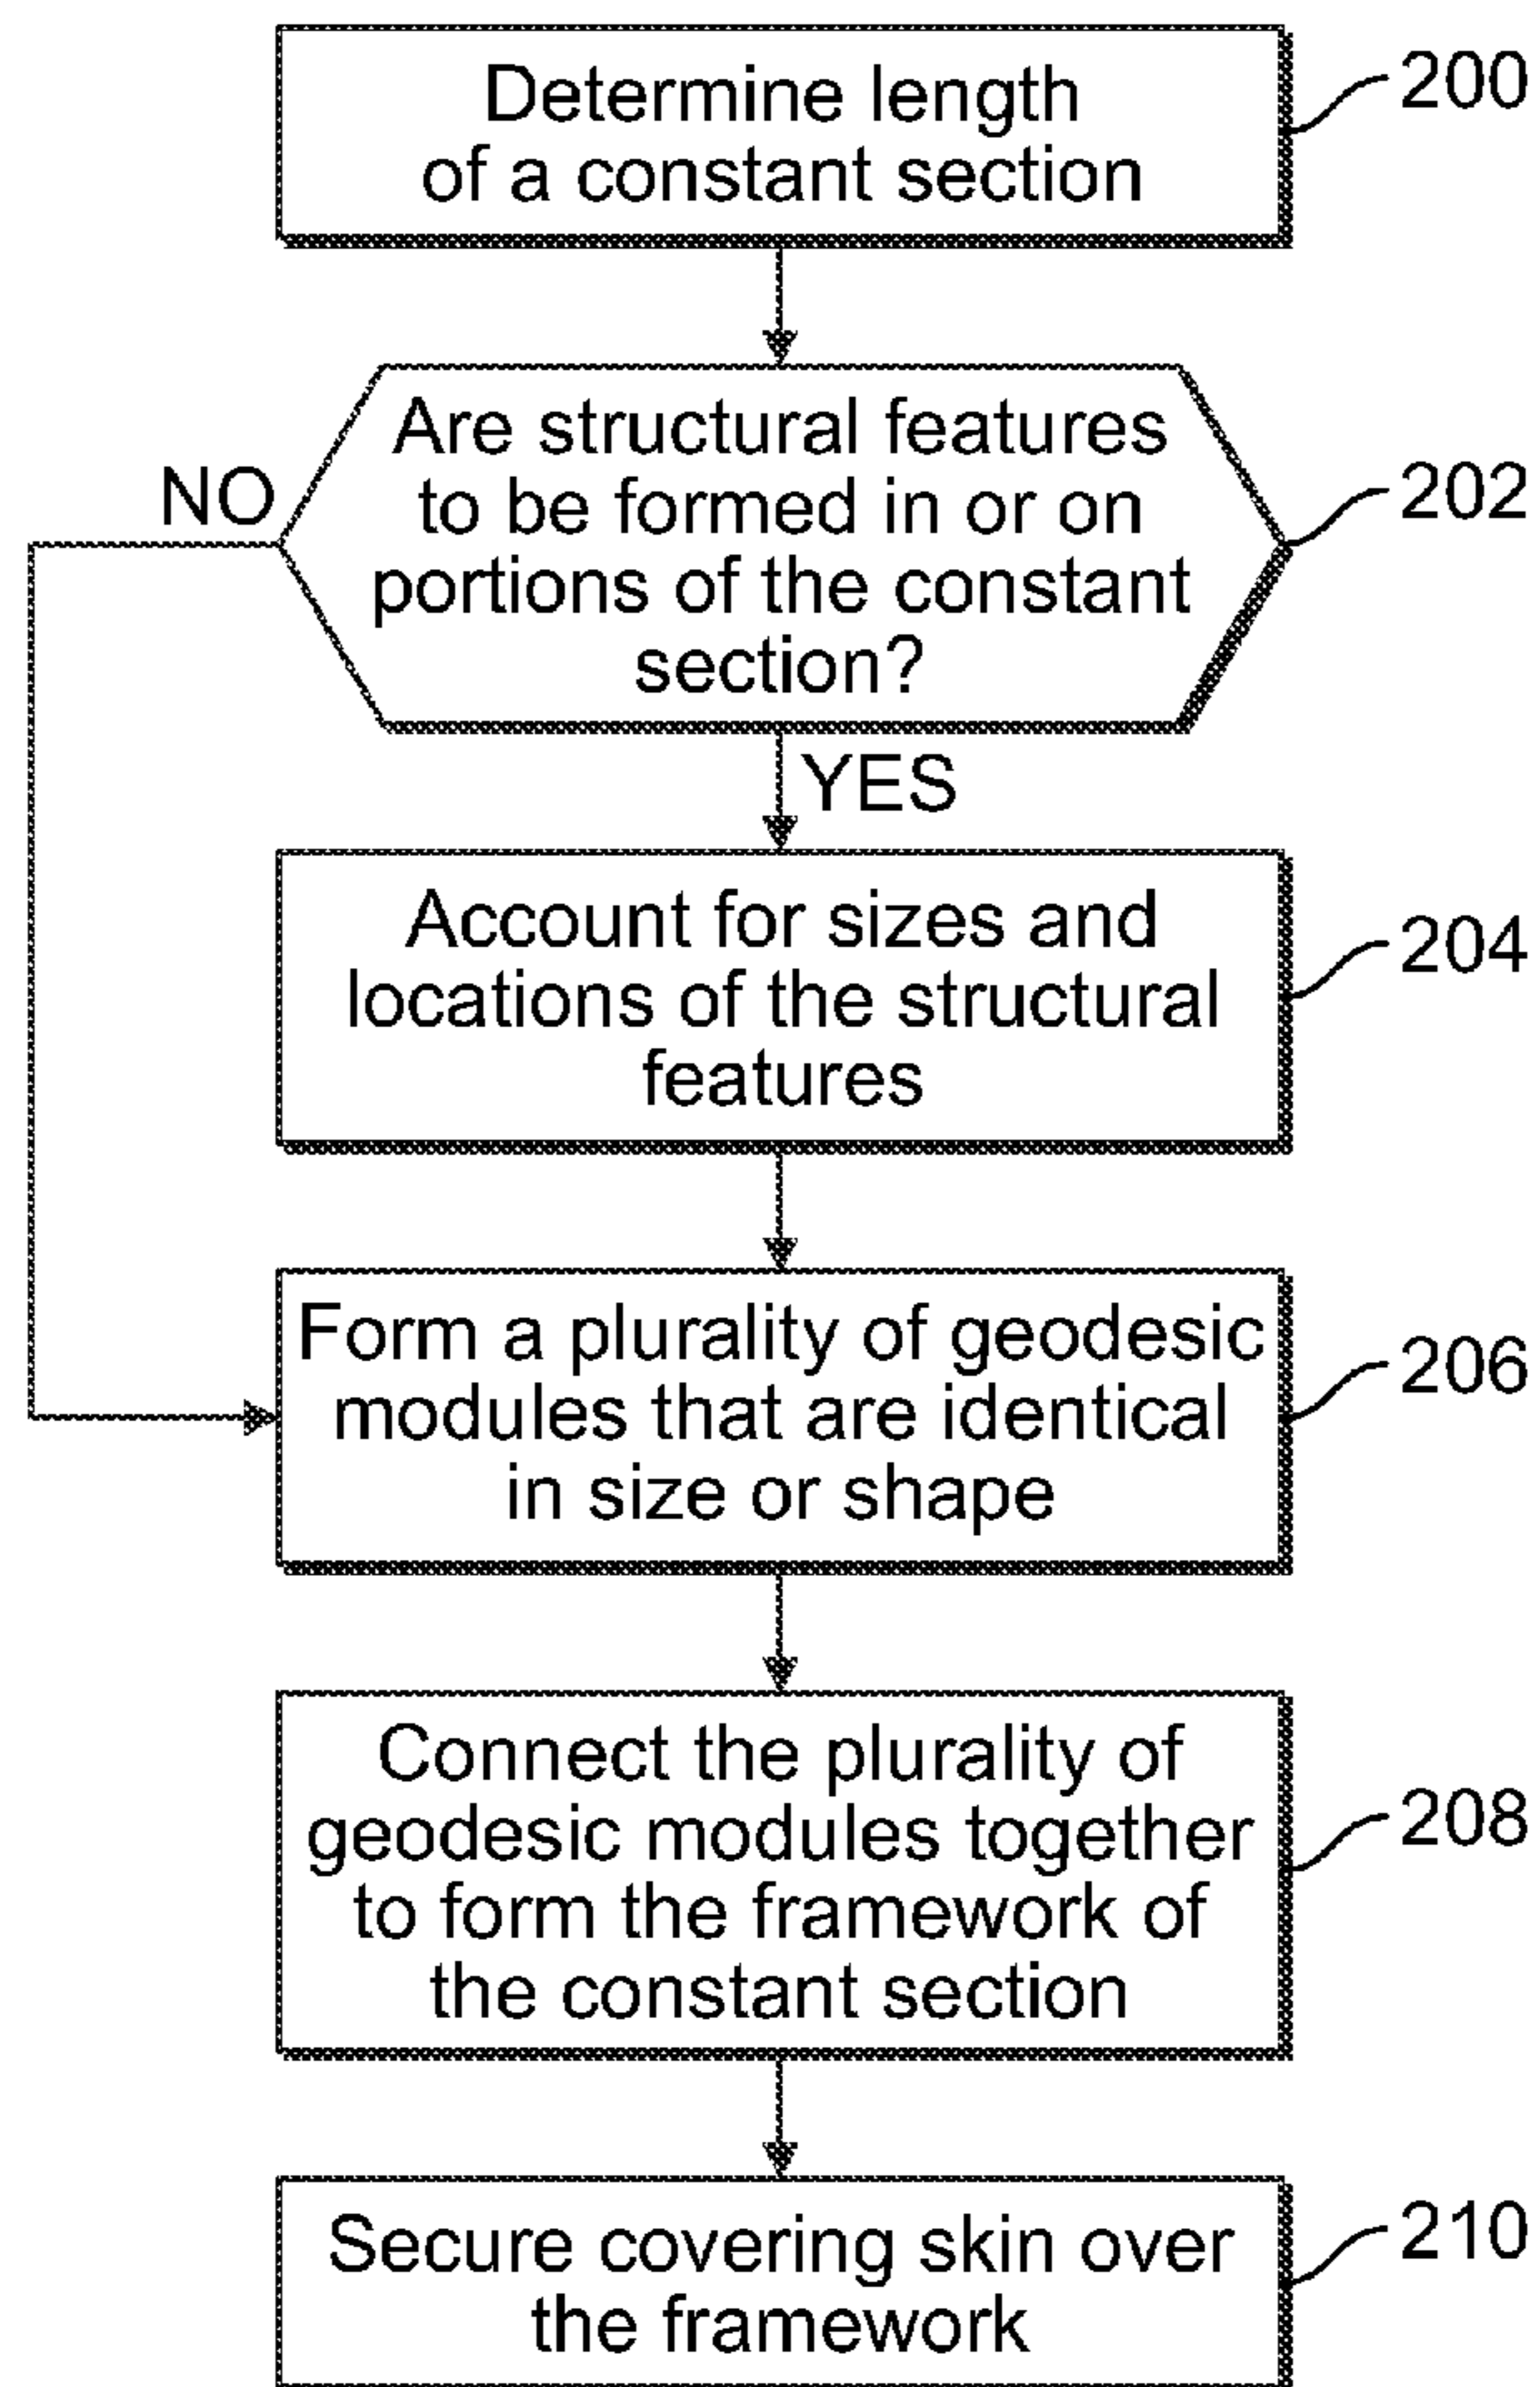 Determine length
of a constant section
200
Are structural features
to be formed in or on
portions of the constant
section?
202
NO
YES
Account for sizes and
locations of the structural
features
204
Form a plurality of geodesic
modules that are identical
in size or shape
206
Connect the plurality of
geodesic modules together
to form the framework of
the constant section
208
Secure covering skin over
the framework
210